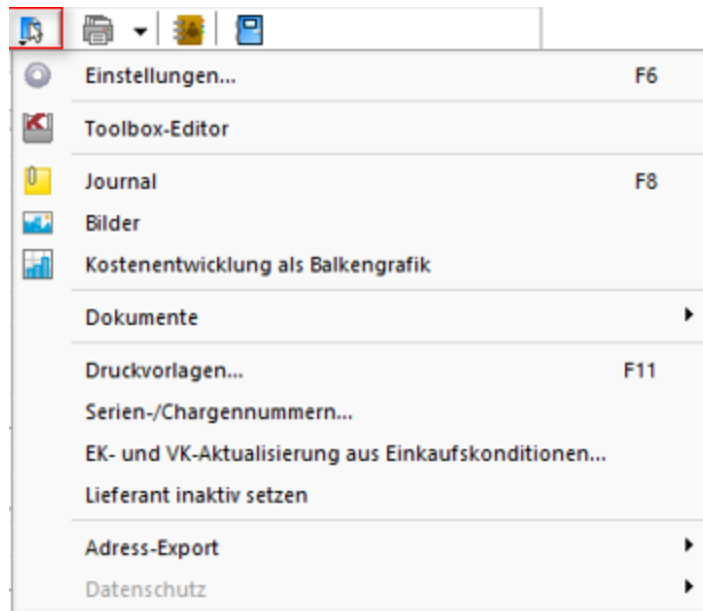 Einstellungen... F6
Toolbox-Editor
Journal F8
Bilder
Kostenentwicklung als Balkengrafik
Dokumente
Druckvorlagen... F11
Serien-/Chargennummern...
EK- und VK-Aktualisierung aus Einkaufskonditionen...
Lieferant inaktiv setzen
Adress-Export
Datenschutz